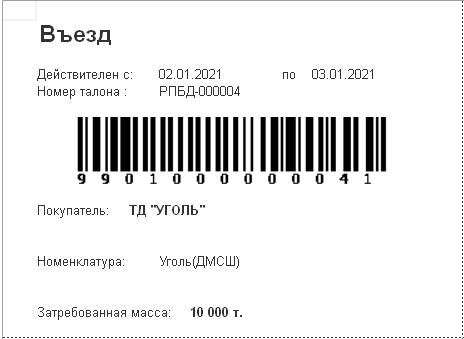 Въезд
Действителен с: 02.01.2021 по 03.01.2021
Номер талона : РПБД-000004
9901000000041
Покупатель: ТД "УГОЛЬ"
Номенклатура: Уголь(ДМСШ)
Затребованная масса: 10 000 т.